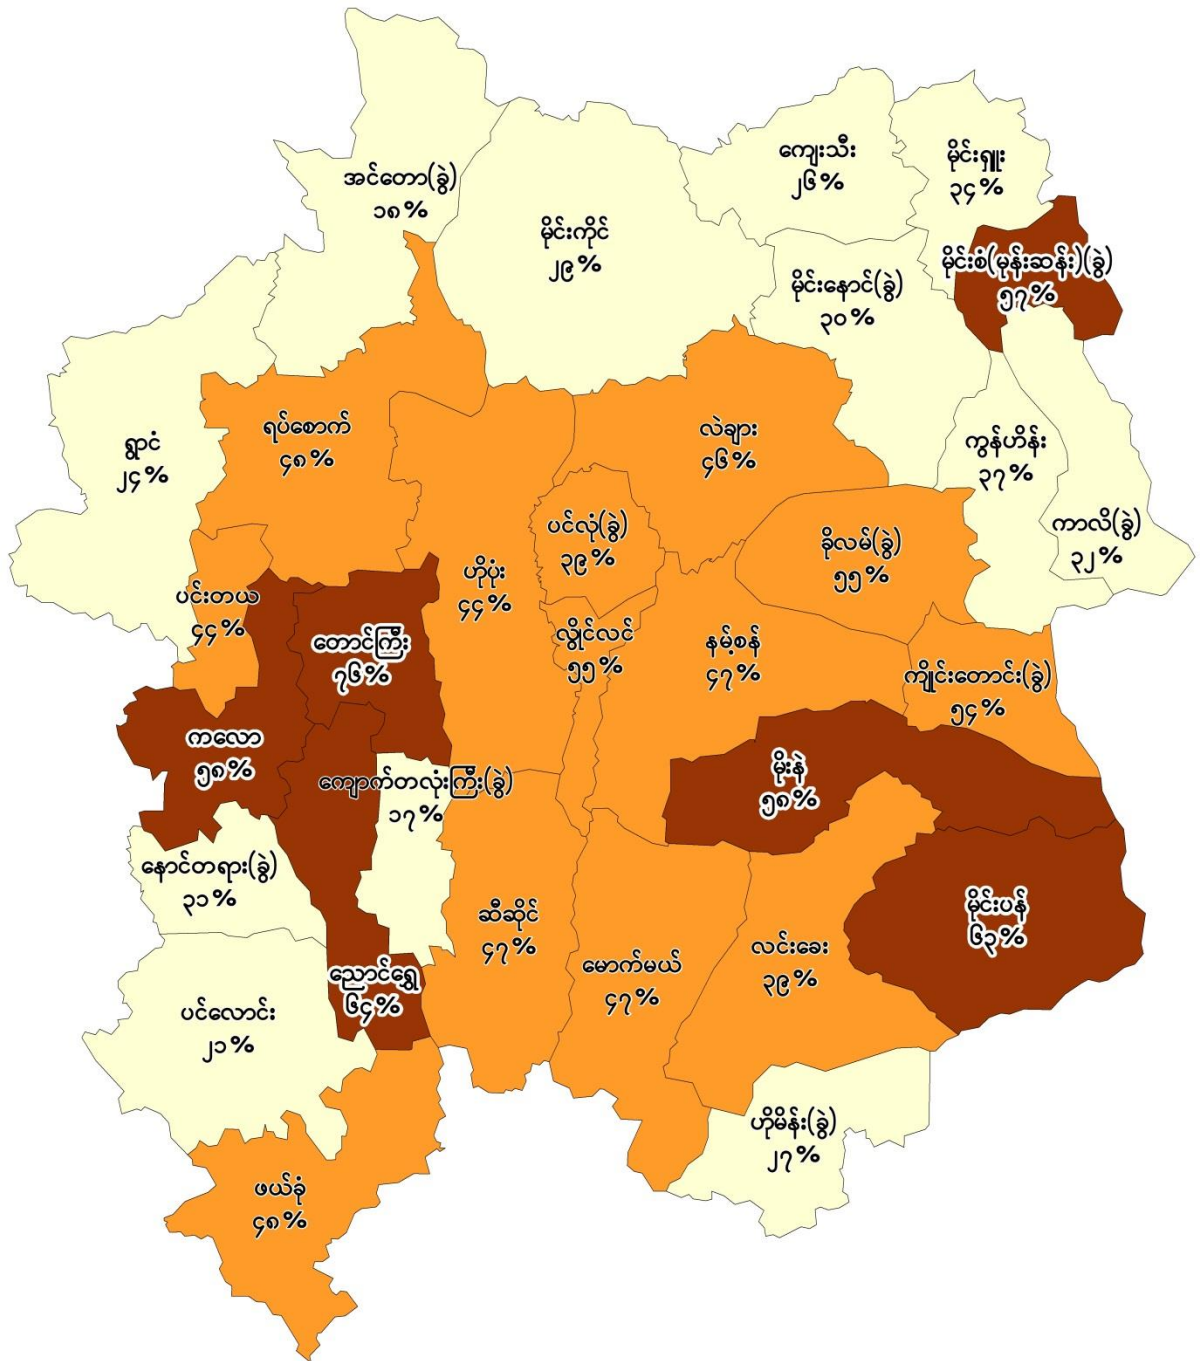 ကျေးသီး
၂၆%
မိုင်းရှူး
၃၄%
အင်တော(ခွဲ)
၁၈%
မိုင်းကိုင်
၂၉%
မိုင်းစံ(မုန်းဆန်း)(ခွဲ)
၅၇%
မိုင်းနောင်(ခွဲ)
၃၀%
ရွာငံ
၂၄%
ရပ်စောက်
၄၈%
လဲချား
၄၆%
ကွန်ဟိန်း
၃၇%
ကာလိ(ခွဲ)
၃၂%
ပင်လုံ(ခွဲ)
၃၉%
ခိုလမ်(ခွဲ)
၅၅%
ဟိုပုံး
၄၄%
ပင်းတယ
၄၄%
တောင်ကြီး
၇၆%
လွိုင်လင်
၅၅%
နမ့်စန်
၄၇%
ကျိုင်းတောင်း(ခွဲ)
၅၄%
ကလော
၅၈%
ကျောက်တလုံးကြီး(ခွဲ)
၁၇%
မိုးနဲ
၅၈%
နောင်တရား(ခွဲ)
၃၁%
ဆီဆိုင်
၄၇%
မိုင်းပန်
၆၃%
ညောင်ရွှေ
၆၄%
မောက်မယ်
၄၇%
လင်းခေး
၃၉%
ပင်လောင်း
၂၁%
ဟိုမိန်း(ခွဲ)
၂၇%
ဖယ်ခုံ
၄၈%